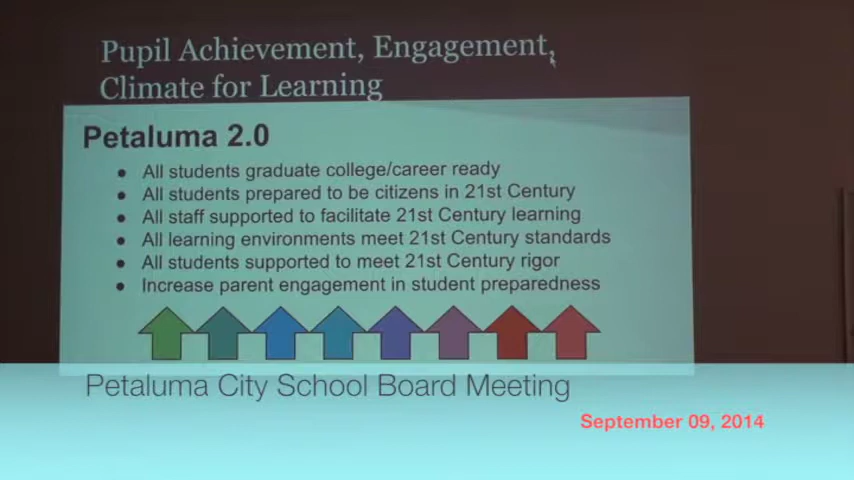 Pupil Achievement, Engagement,
Climate for Learning
Petaluma 2.0
• All students graduate college/career ready
• All students prepared to be citizens in 21st Century
• All staff supported to facilitate 21st Century learning
• All learning environments meet 21st Century standards
• All students supported to meet 21st Century rigor
• Increase parent engagement in student preparedness
Petaluma City School Board Meeting
September 09, 2014